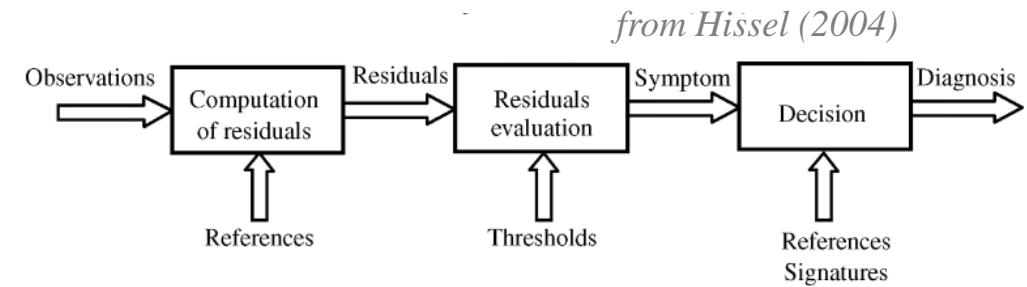 from Hissel (2004)
Observations
Computation
of residuals
Residuals
Residuals
evaluation
Symptom
Decision
Diagnosis
References
Thresholds
References
Signatures